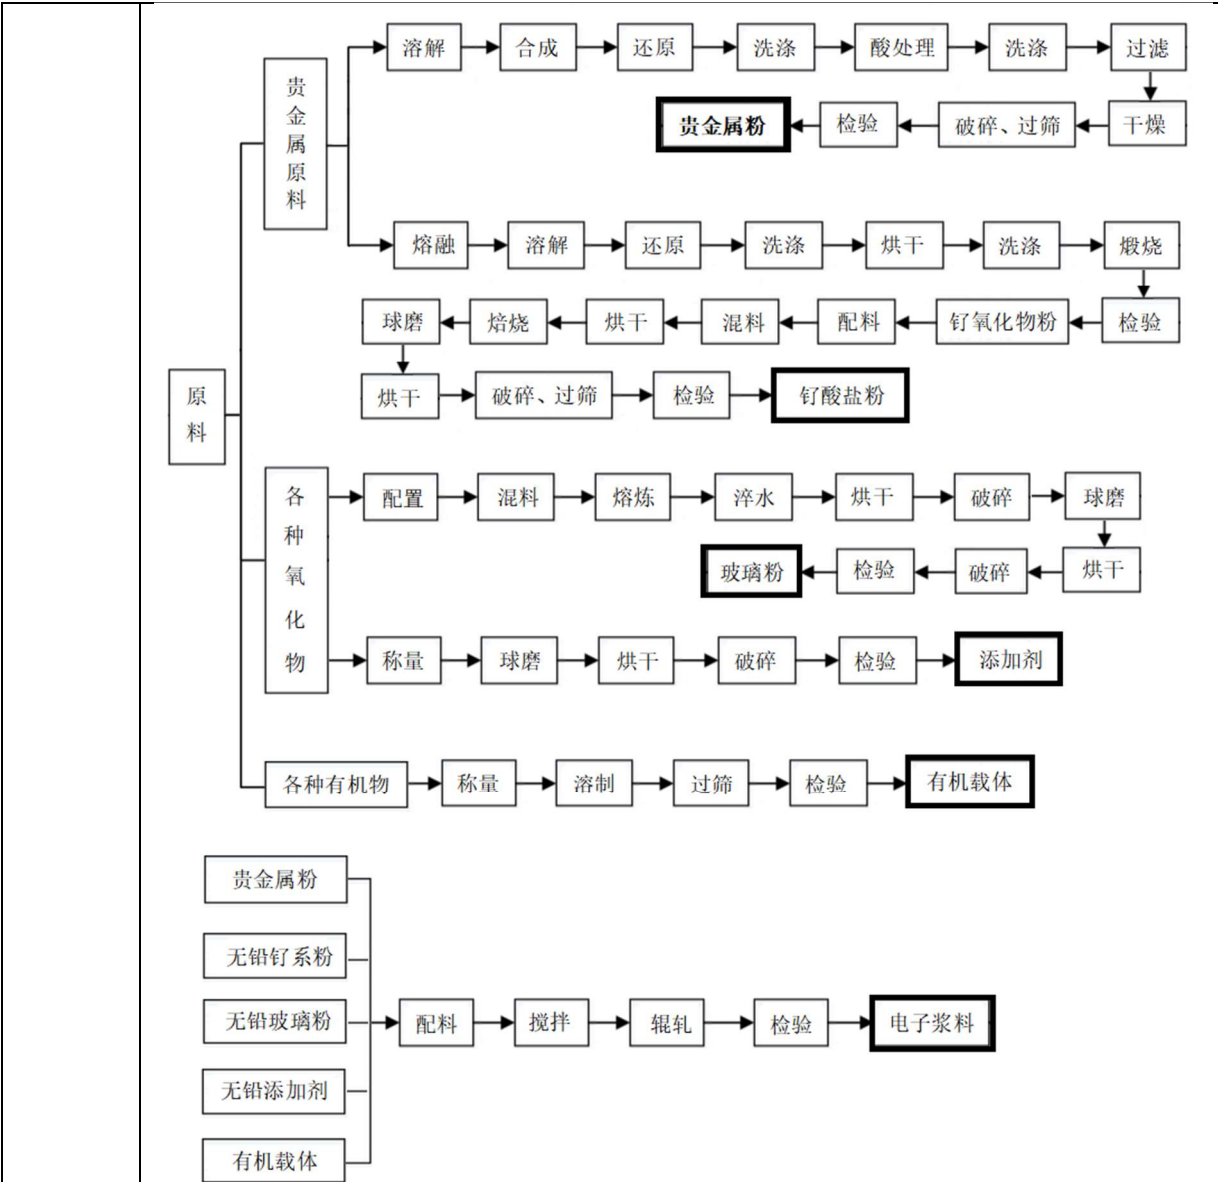 溶解 合成 还原 洗涤 酸处理 洗涤 过滤
贵金属原料
贵金属粉 检验 破碎、过筛 干燥
熔融 溶解 还原 洗涤 烘干 洗涤 煅烧
球磨 焙烧 烘干 混料 配料 钌氧化物粉 检验
原料
烘干 破碎、过筛 检验 钌酸盐粉
各种氧化物
配置 混料 熔炼 淬水 烘干 破碎 球磨
玻璃粉 检验 破碎 烘干
称量 球磨 烘干 破碎 检验 添加剂
各种有机物 称量 溶制 过筛 检验 有机载体
贵金属粉
无铅钌系粉
无铅玻璃粉 配料 搅拌 辊轧 检验 电子浆料
无铅添加剂
有机载体